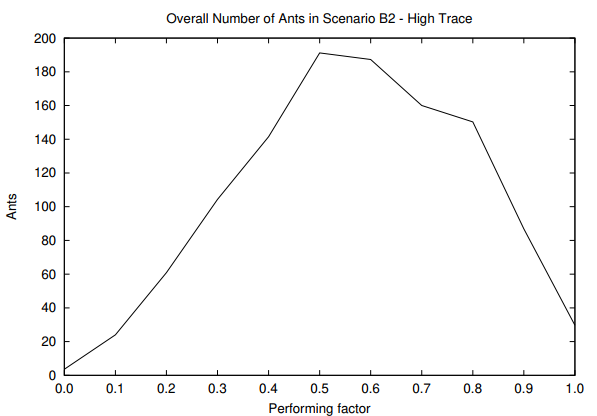 Overall Number of Ants in Scenario B2 - High Trace
200
180
160
140
120
100
80
60
40
20
0
Ants
0.0 0.1 0.2 0.3 0.4 0.5 0.6 0.7 0.8 0.9 1.0
Performing factor